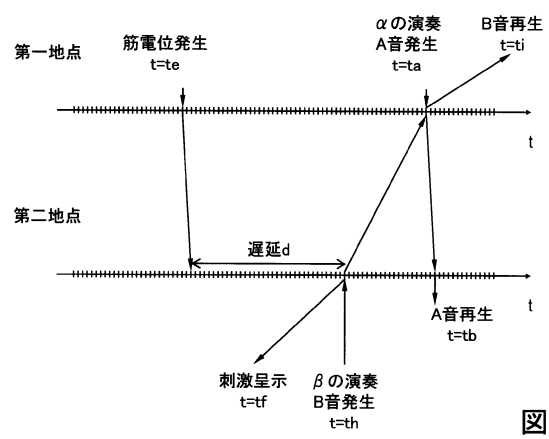 第一地点
筋電位発生
t=te
αの演奏
A音発生
t=ta
B音再生
t=ti
t
第二地点
遅延d
t
A音再生
t=tb
刺激呈示
t=tf
βの演奏
B音発生
t=th
図